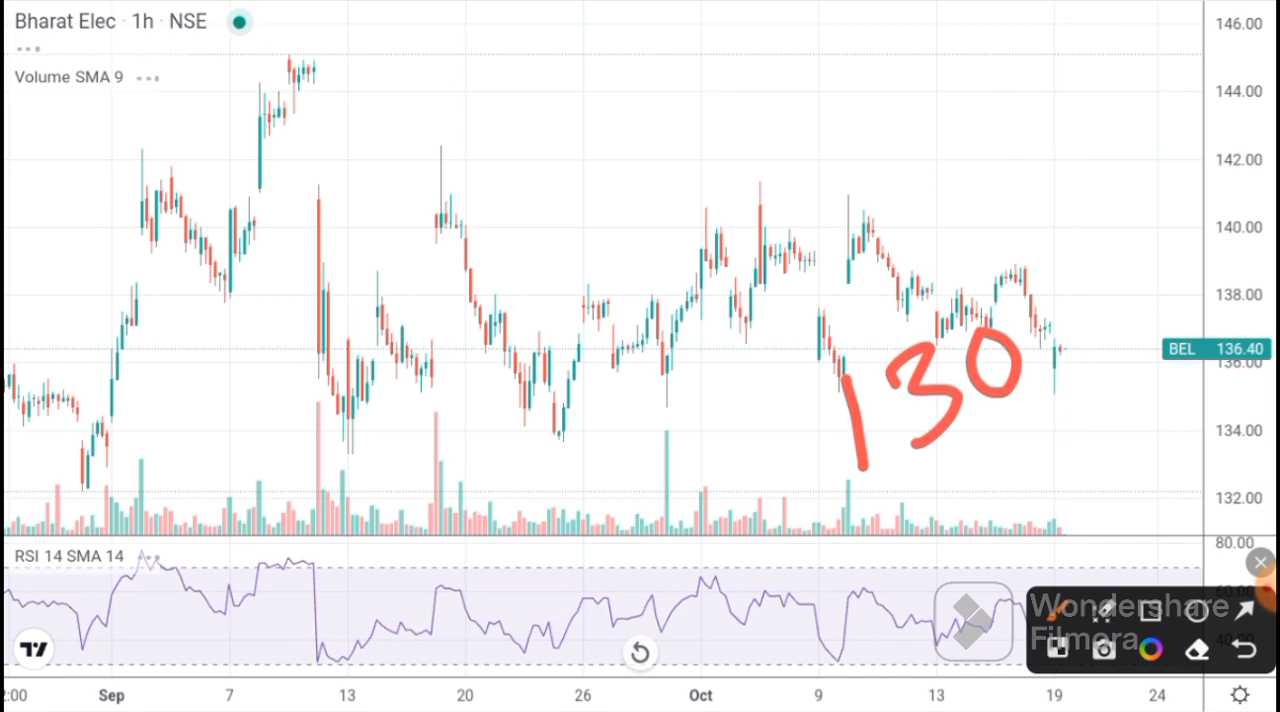 Bharat Elec · 1h · NSE
Volume SMA 9
146.00
144.00
142.00
140.00
138.00
BEL 136.40
136.00
134.00
132.00
130
RSI 14 SMA 14
80.00
60.00
40.00
Wondershare
Filmora
:00 Sep 7 13 20 26 Oct 9 13 19 24